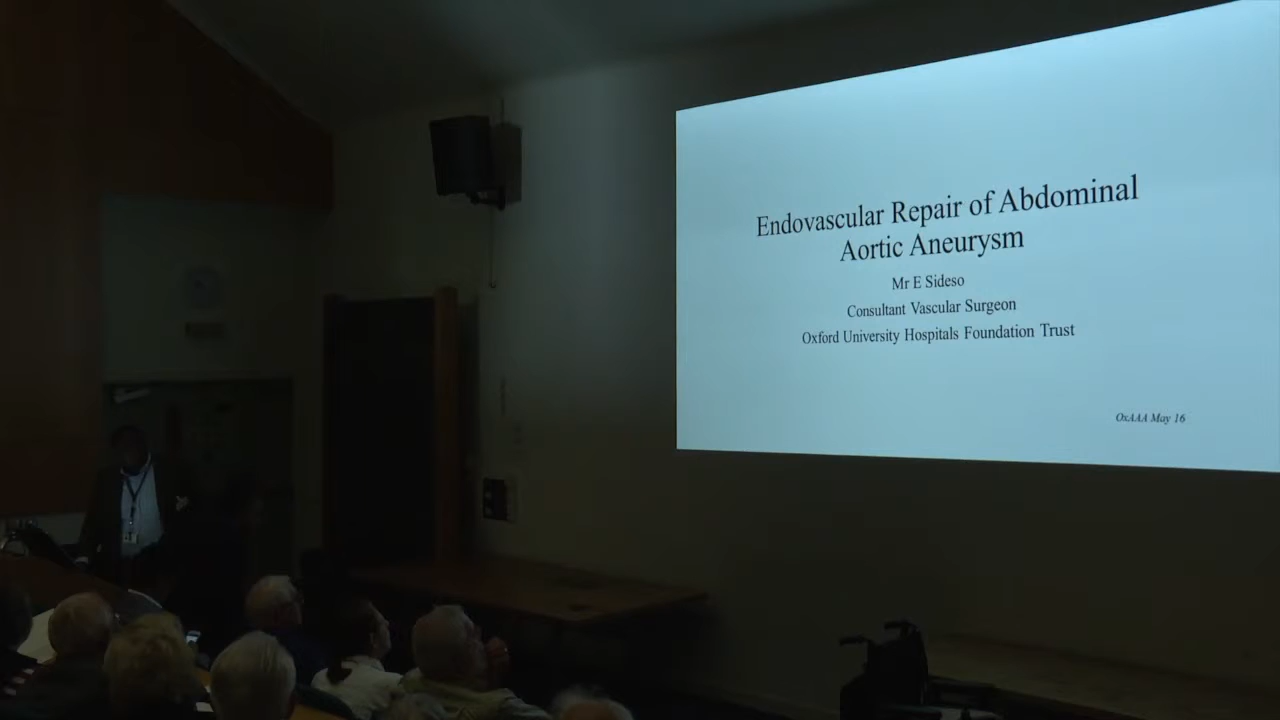 Endovascular Repair of Abdominal
Aortic Aneurysm
Mr E Sideso
Consultant Vascular Surgeon
Oxford University Hospitals Foundation Trust
OxAAA May 16